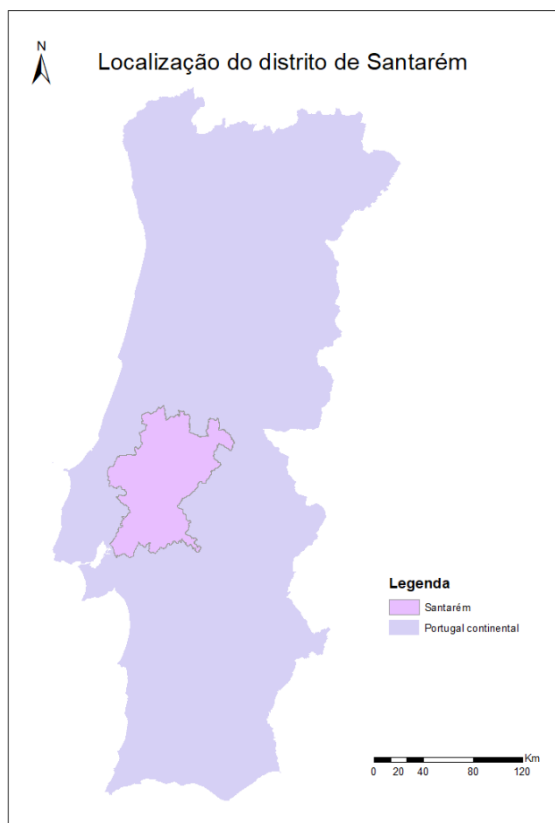 N
Localização do distrito de Santarém
Legenda
Santarém
Portugal continental
Km
0 20 40 80 120